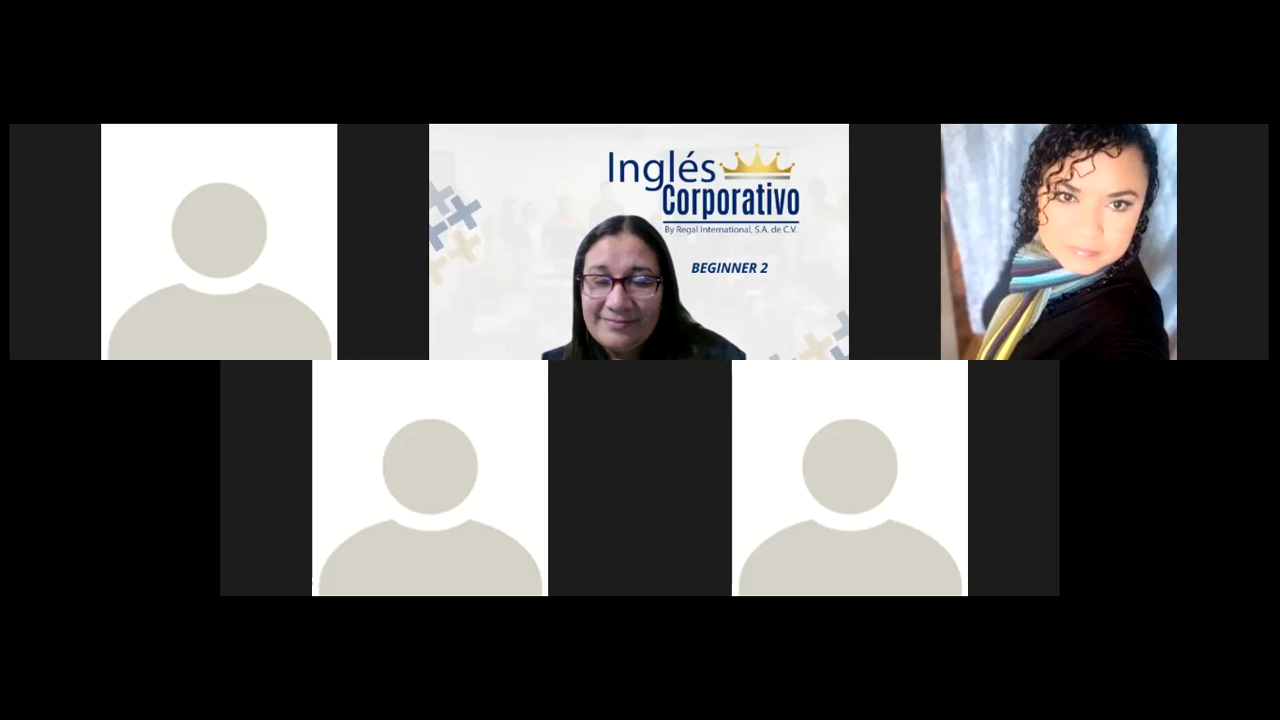 Inglés
Corporativo
By Regal International, S.A. de C.V.
BEGINNER 2